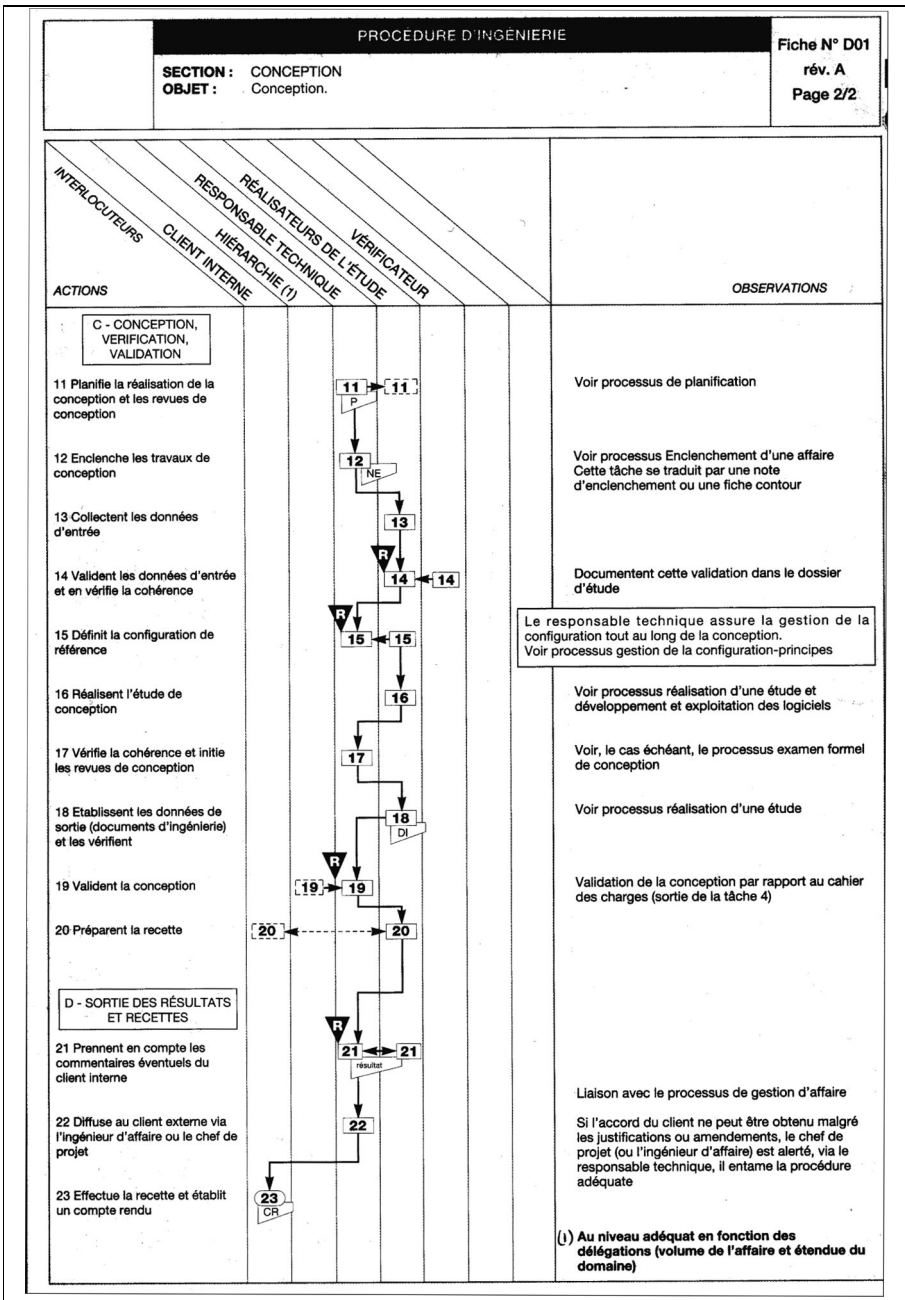 PROCÉDURE D'INGÉNIERIE
Fiche N° D01
rév. A
Page 2/2
SECTION : CONCEPTION
OBJET : Conception.
INTERLOCUTEURS
CLIENT INTERNE
HIÉRARCHIE (1)
RESPONSABLE TECHNIQUE
RÉALISATEURS DE L'ÉTUDE
VÉRIFICATEUR
ACTIONS
OBSERVATIONS
C - CONCEPTION,
VERIFICATION,
VALIDATION
11 Planifie la réalisation de la
conception et les revues de
conception
11 11
P
Voir processus de planification
12 Enclenche les travaux de
conception
12
NE
Voir processus Enclenchement d'une affaire
Cette tâche se traduit par une note
d'enclenchement ou une fiche contour
13 Collectent les données
d'entrée
13
R
14 Valident les données d'entrée
et en vérifie la cohérence
14 14
Documentent cette validation dans le dossier
d'étude
R
15 Définit la configuration de
référence
15 15
Le responsable technique assure la gestion de la
configuration tout au long de la conception.
Voir processus gestion de la configuration-principes
16 Réalisent l'étude de
conception
16
Voir processus réalisation d'une étude et
développement et exploitation des logiciels
17 Vérifie la cohérence et initie
les revues de conception
17
Voir, le cas échéant, le processus examen formel
de conception
18 Etablissent les données de
sortie (documents d'ingénierie)
et les vérifient
18
DI
Voir processus réalisation d'une étude
R
19 Valident la conception
19 19
Validation de la conception par rapport au cahier
des charges (sortie de la tâche 4)
20 Préparent la recette
20 20
D - SORTIE DES RÉSULTATS
ET RECETTES
R
21 Prennent en compte les
commentaires éventuels du
client interne
21 21
résultat
Liaison avec le processus de gestion d'affaire
22 Diffuse au client externe via
l'ingénieur d'affaire ou le chef de
projet
22
Si l'accord du client ne peut être obtenu malgré
les justifications ou amendements, le chef de
projet (ou l'ingénieur d'affaire) est alerté, via le
responsable technique, il entame la procédure
adéquate
23 Effectue la recette et établit
un compte rendu
23
CR
(1) Au niveau adéquat en fonction des
délégations (volume de l'affaire et étendue du
domaine)